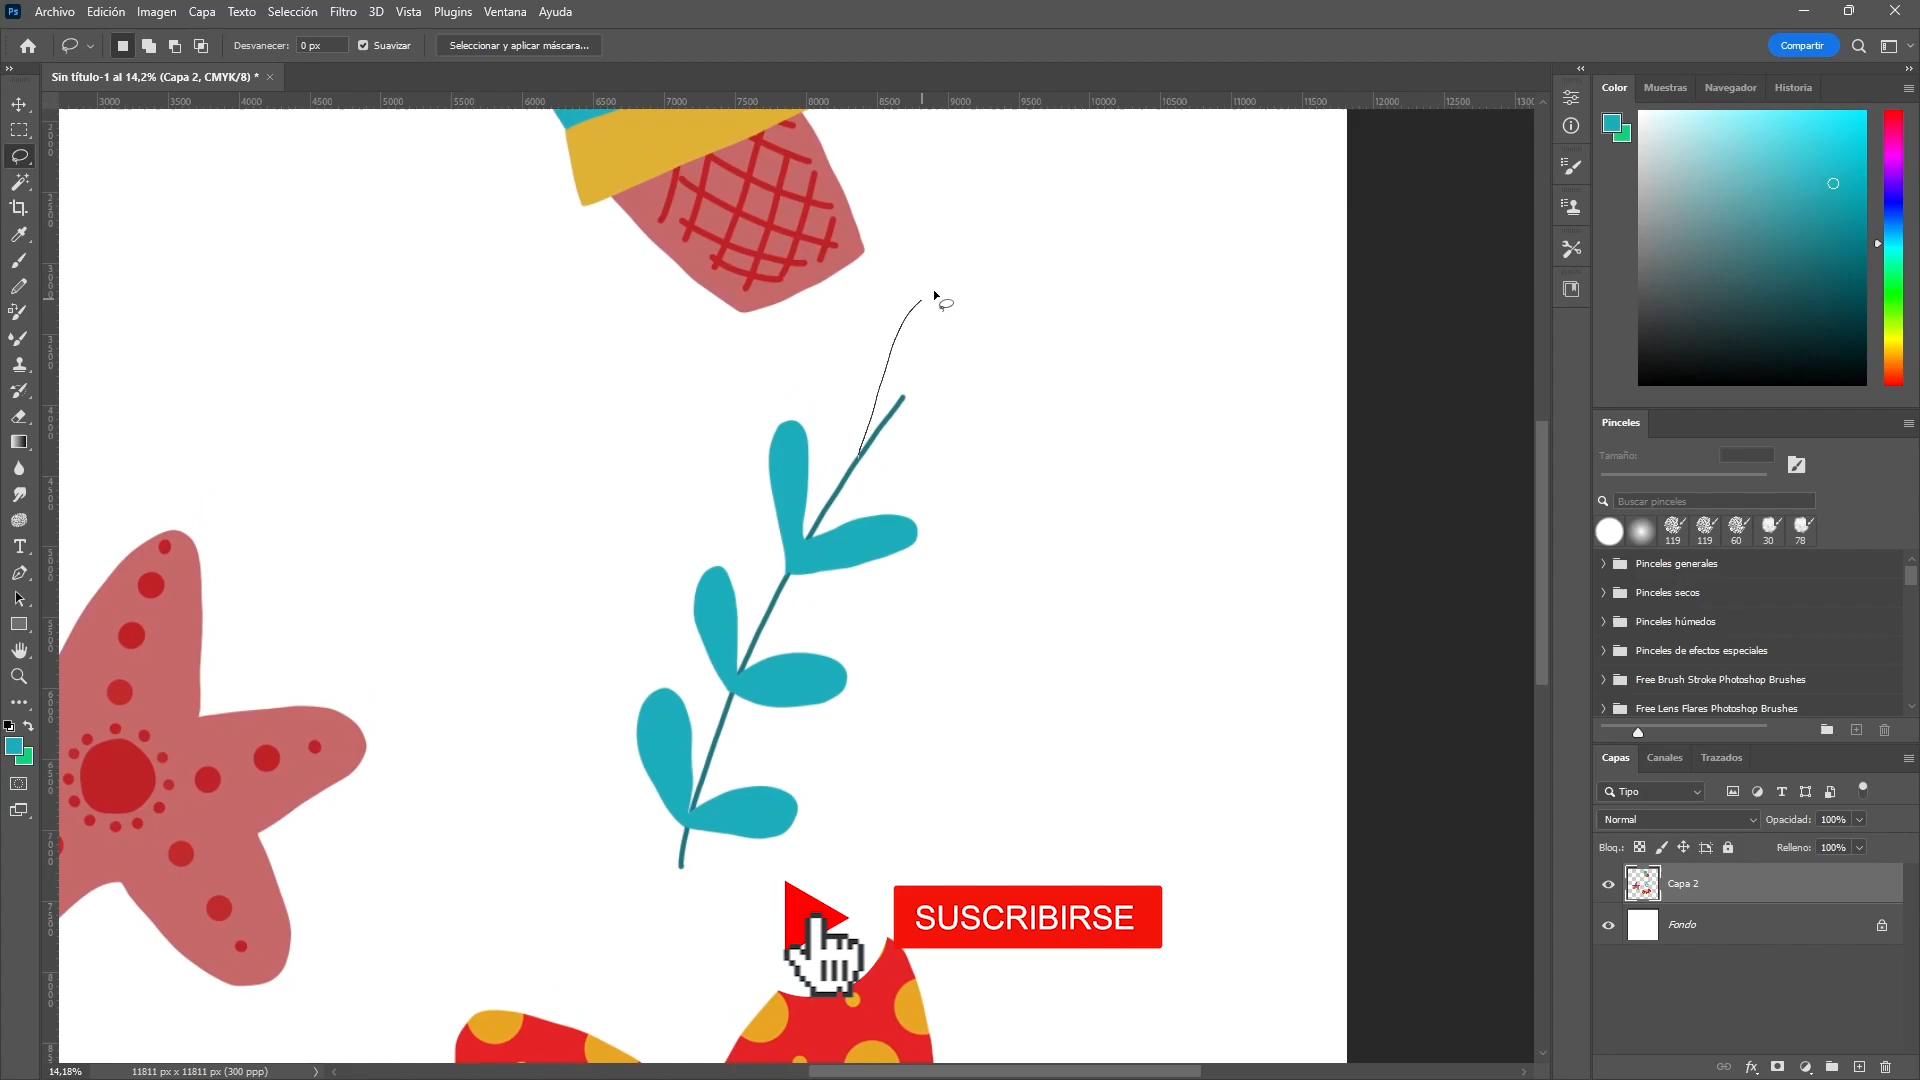 Ps Archivo Edición Imagen Capa Texto Selección Filtro 3D Vista Plugins Ventana Ayuda
Desvanecer: 0 px Suavizar Seleccionar y aplicar máscara... Compartir
Sin título-1 al 14,2% (Capa 2, CMYK/8) *
3000 3500 4000 4500 5000 5500 6000 6500 7000 7500 8000 8500 9000 9500 10000 10500 11000 11500 12000 12500 1300
Color Muestras Navegador Historia
Pinceles
Tamaño:
Buscar pinceles
119 119 60 30 78
Pinceles generales
Pinceles secos
Pinceles húmedos
Pinceles de efectos especiales
Free Brush Stroke Photoshop Brushes
Free Lens Flares Photoshop Brushes
Capas Canales Trazados
Tipo
Normal Opacidad: 100%
Bloq.: Relleno: 100%
Capa 2
Fondo
SUSCRIBIRSE
14,18% 11811 px x 11811 px (300 ppp)